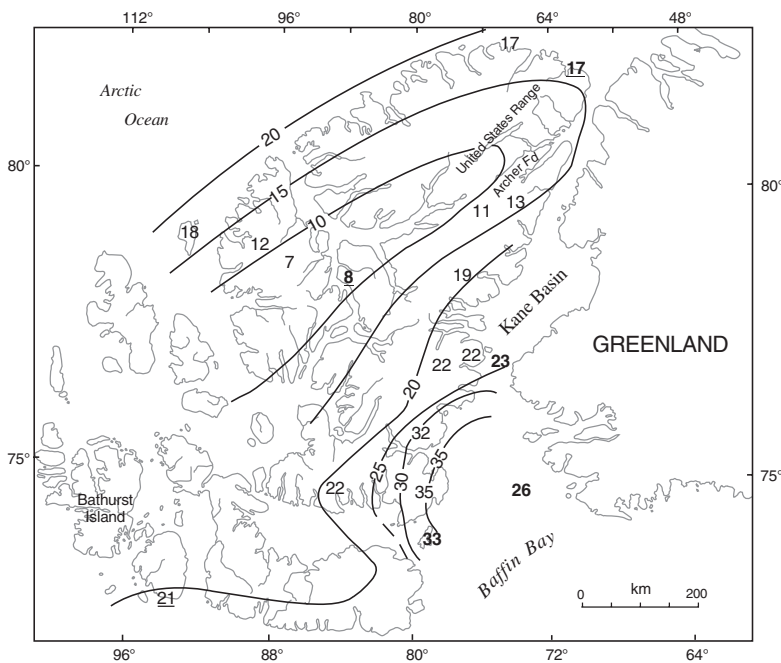 112° 96° 80° 64° 48°
17
17
Arctic
Ocean
20
United States Range
80°
Archer Fd
80°
15
11
13
10
18
12
7
8
19
Kane Basin
GREENLAND
22
22
23
20
32
75°
25
30
35
75°
22
35
26
Bathurst
Island
33
Baffin Bay
21
km
0 200
96° 88° 80° 72° 64°